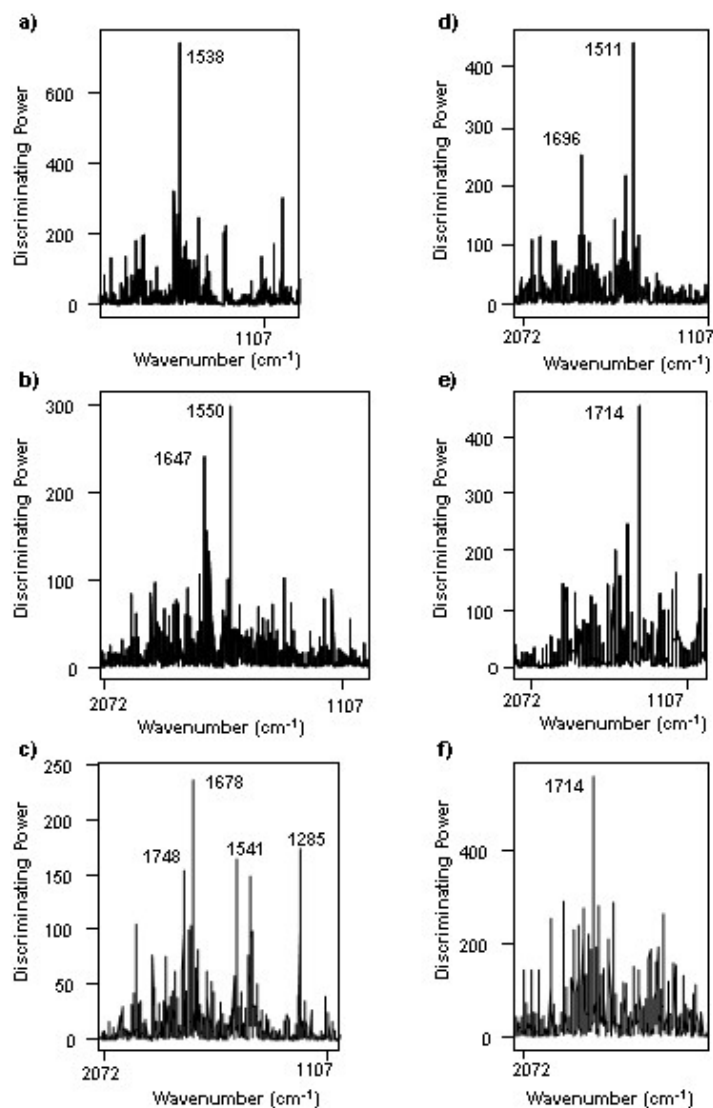 a)
1538
600
400
200
0
Discriminating Power
1107
Wavenumber (cm-1)
d)
1511
1696
400
300
200
100
0
Discriminating Power
2072 1107
Wavenumber (cm-1)
b)
1550
1647
300
200
100
0
Discriminating Power
2072 1107
Wavenumber (cm-1)
e)
1714
400
300
200
100
0
Discriminating Power
2072 1107
Wavenumber (cm-1)
c)
1678
1748
1541
1285
250
200
150
100
50
0
Discriminating Power
2072 1107
Wavenumber (cm-1)
f)
1714
400
200
0
Discriminating Power
2072
Wavenumber (cm-1)